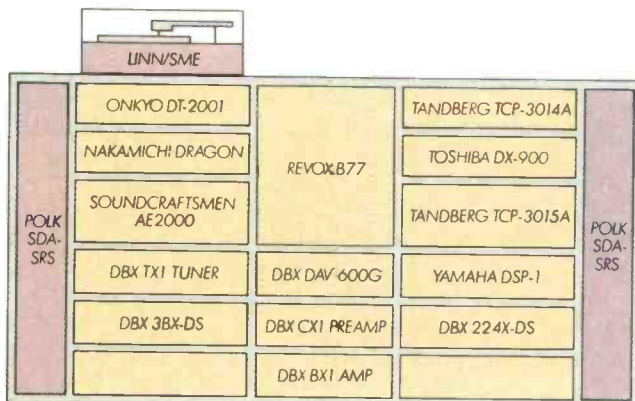 LINN/SME
POLK
SDA-
SRS
ONKYO DT-2001
NAKAMICHI DRAGON
SOUNDCRAFTSMEN
AE2000
DBX TX1 TUNER
DBX 3BX-DS
REVOX B77
DBX DAV-600G
DBX CX1 PREAMP
DBX BX1 AMP
TANDBERG TCP-3014A
TOSHIBA DX-900
TANDBERG TCP-3015A
YAMAHA DSP-1
DBX 224X-DS
POLK
SDA-
SRS